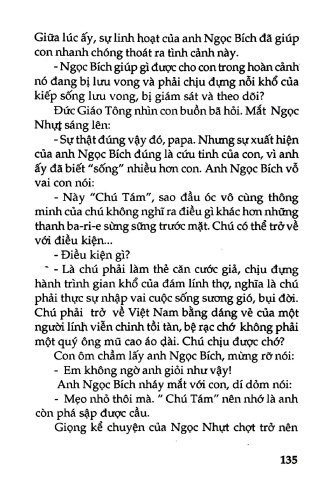 Giữa lúc ấy, sự linh hoạt của anh Ngọc Bích đã giúp
con nhanh chóng thoát ra tình cảnh này.
- Ngọc Bích giúp gì được cho con trong hoàn cảnh
nó đang bị lưu vong và phải chịu đựng nỗi khổ của
kiếp sống lưu vong, bị giám sát và theo dõi?
Đức Giáo Tông nhìn con buồn bã hỏi. Mắt Ngọc
Nhựt sáng lên:
- Sự thật đúng vậy đó, papa. Nhưng sự xuất hiện
của anh Ngọc Bích đúng là cứu tinh của con, vì anh
ấy đã biết “sống” nhiều hơn con. Anh Ngọc Bích vỗ
vai con nói:
- Này “Chú Tám”, sao đầu óc vô cùng thông
minh của chú không nghĩ ra điều gì khác hơn những
thanh ba-ri-e sừng sững trước mặt. Chú có thể trở về
với điều kiện...
- Điều kiện gì?
- Là chú phải làm thẻ căn cước giả, chịu đựng
hành trình gian khổ của đám lính thợ, nghĩa là chú
phải thực sự nhập vai cuộc sống sương gió, bụi đời.
Chú phải trở về Việt Nam bằng dáng vẻ của một
người lính viễn chinh tồi tàn, bệ rạc chớ không phải
một quý ông mũ cao áo dài. Chú chịu được chớ?
Con ôm chầm lấy anh Ngọc Bích, mừng rỡ nói:
- Em không ngờ anh giỏi như vậy!
Anh Ngọc Bích nháy mắt với con, dí dỏm nói:
- Mẹo nhỏ thôi mà. “ Chú Tám” nên nhớ là anh
còn phá sập được cầu.
Giọng kể chuyện của Ngọc Nhựt chợt trở nên
135